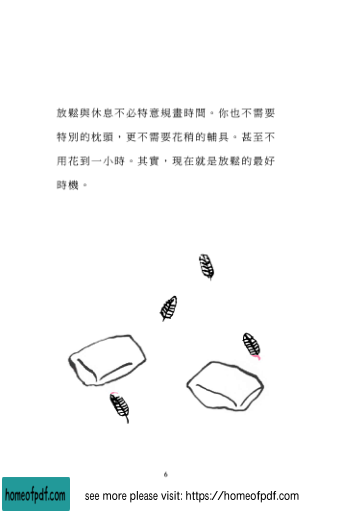 放鬆與休息不必特意規畫時間。你也不需要
特別的枕頭，更不需要花稍的輔具。甚至不
用花到一小時。其實，現在就是放鬆的最好
時機。
6
homeofpdf.com
see more please visit: https://homeofpdf.com